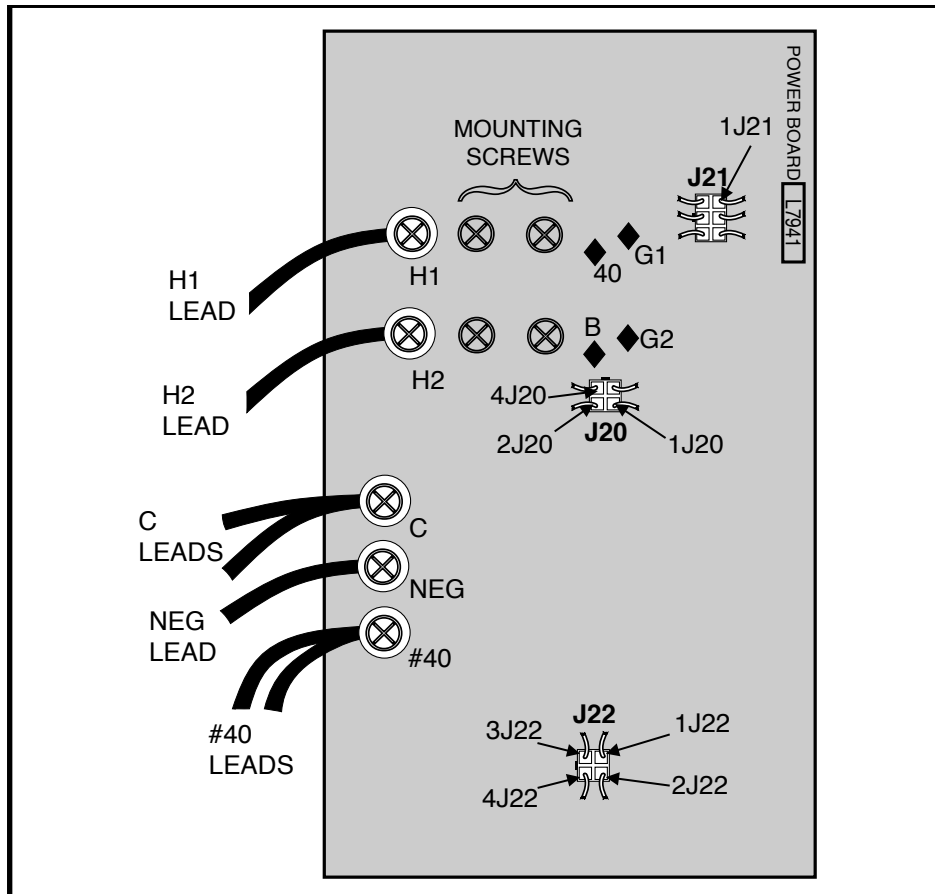 POWER BOARD
L7941
MOUNTING
SCREWS
1J21
J21
H1
LEAD
H1
40
G1
H2
LEAD
H2
B
G2
4J20
2J20
J20
1J20
C
LEADS
C
NEG
LEAD
NEG
#40
LEADS
#40
J22
3J22
1J22
4J22
2J22